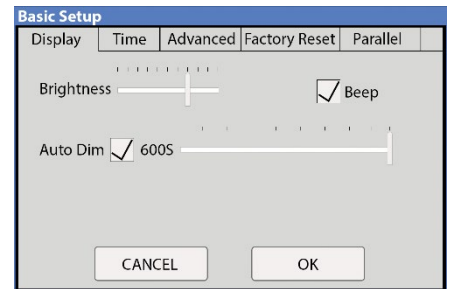 Basic Setup
Display Time Advanced Factory Reset Parallel
Brightness Beep
Auto Dim 600S
CANCEL OK